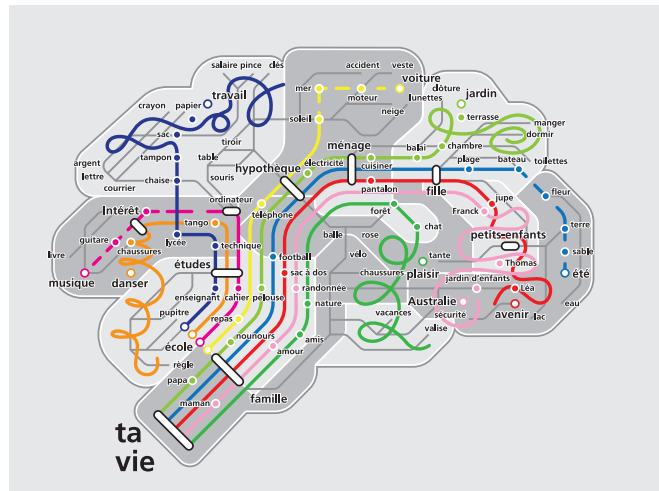 salaire pince clés
accident veste
voiture
mer
moteur
clôture
jardin
lunettes
crayon papier
travail
neige
terrasse
soleil
manger
dormir
sac
tiroir
ménage
balai
chambre
argent
tampon
table
hypothèque
électricité
cuisiner
plage
bateau
toilettes
lettre
chaise
souris
pantalon
fille
courrier
ordinateur
fleur
Intérêt
tango
téléphone
forêt
Franck
jupe
chat
guitare
chaussures
lycée
technique
balle
rose
petits-enfants
terre
livre
football
velo
tante
Thomas
sable
musique
danser
études
sac à dos
chaussures
plaisir
jardin d'enfants
été
enseignant
cahier
pelouse
randonnée
Australie
Léa
nature
eau
pupitre
repas
vacances
sécurité
avenir
lac
valise
école
nounours
amis
amour
règle
papa
maman
famille
ta
vie